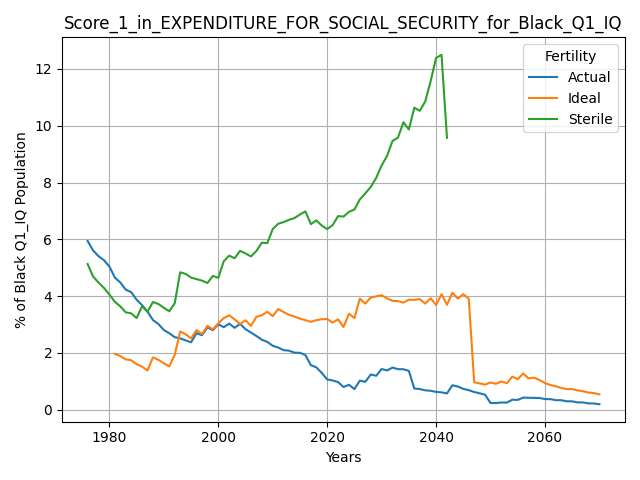 Score_1_in_EXPENDITURE_FOR_SOCIAL_SECURITY_for_Black_Q1_IQ
Fertility
Actual
Ideal
Sterile
% of Black Q1_IQ Population
12
10
8
6
4
2
0
1980
2000
2020
2040
2060
Years